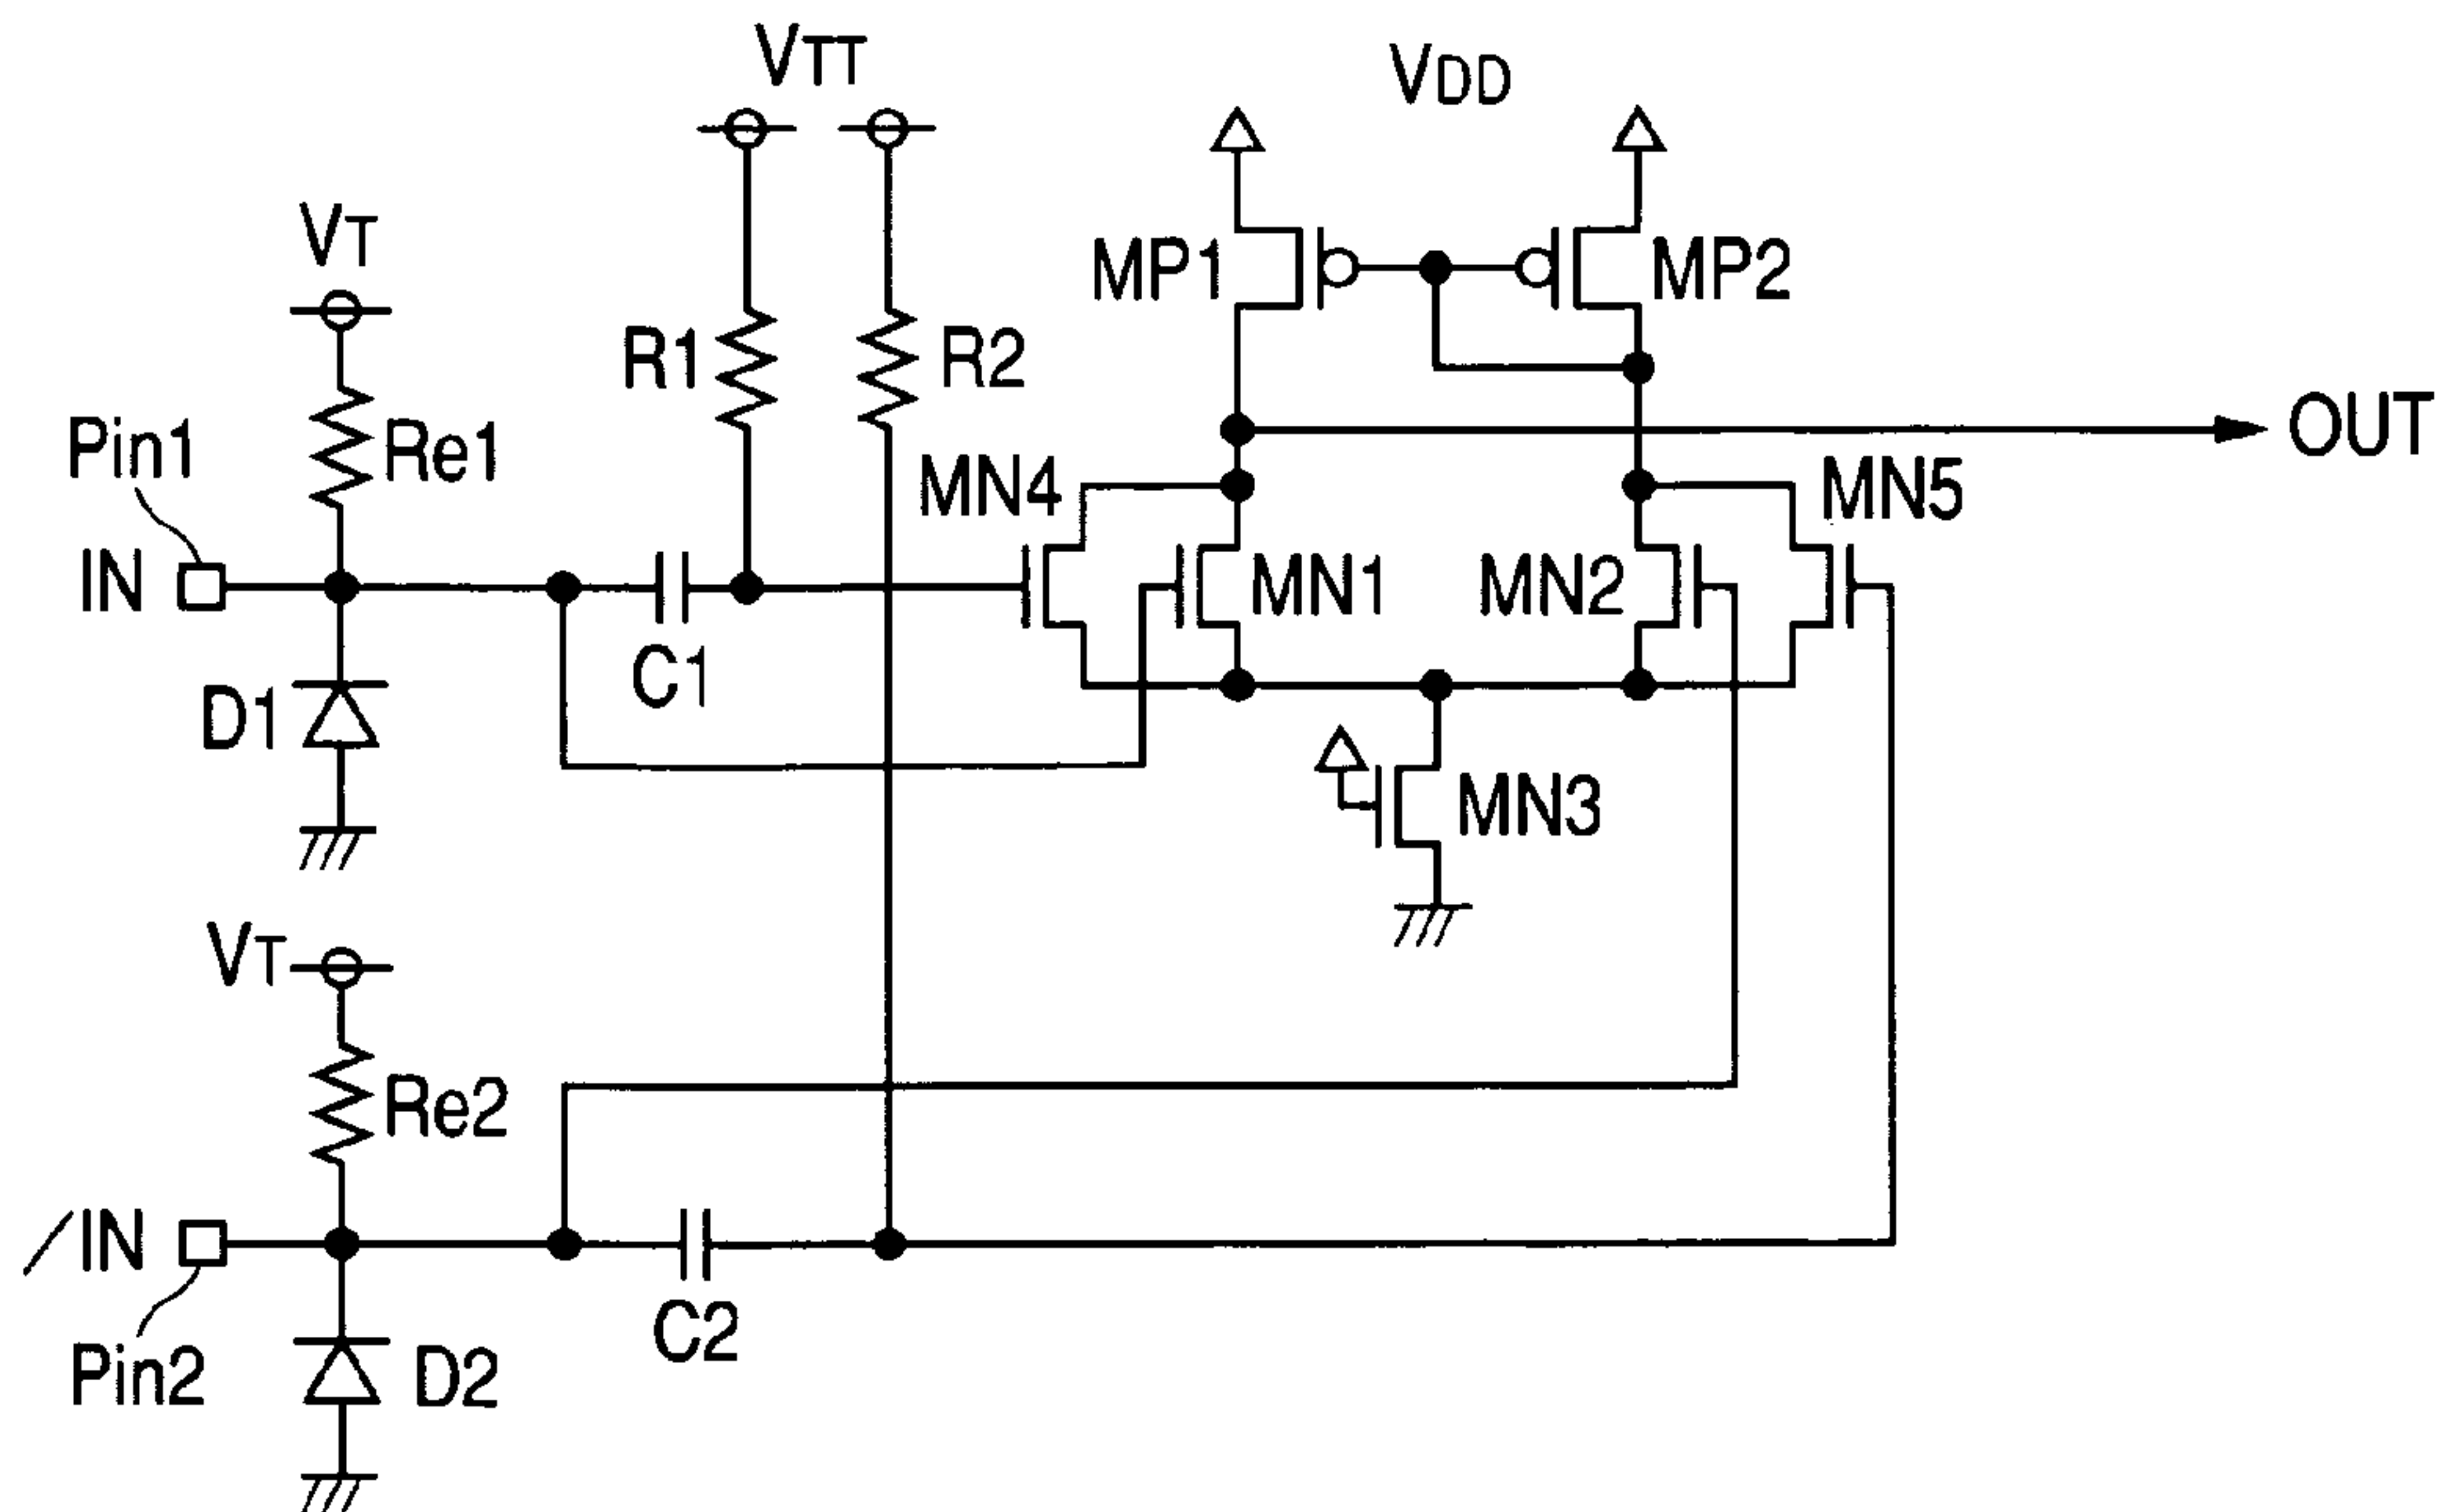 VTT
VDD
VT
MP1
MP2
R1
R2
Pin1
Re1
OUT
MN4
MN5
IN
MN1
MN2
C1
D1
MN3
VT
Re2
/IN
C2
Pin2
D2